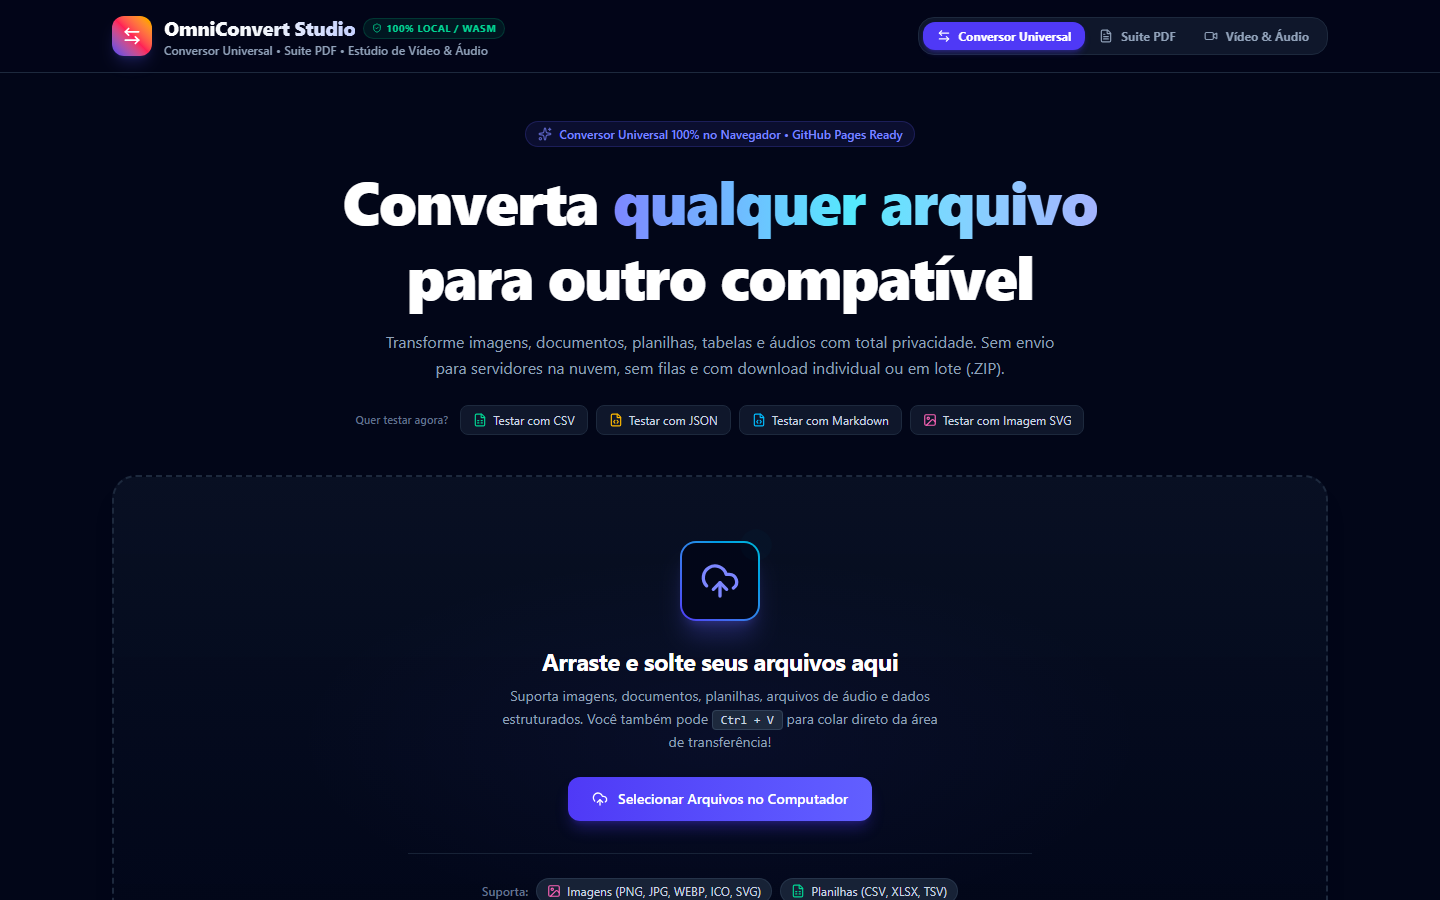 OmniConvert Studio
100% LOCAL / WASM
Conversor Universal • Suite PDF • Estúdio de Vídeo & Áudio
Conversor Universal
Suite PDF
Vídeo & Áudio
Conversor Universal 100% no Navegador • GitHub Pages Ready
Converta qualquer arquivo
para outro compatível
Transforme imagens, documentos, planilhas, tabelas e áudios com total privacidade. Sem envio
para servidores na nuvem, sem filas e com download individual ou em lote (.ZIP).
Quer testar agora?
Testar com CSV
Testar com JSON
Testar com Markdown
Testar com Imagem SVG
Arraste e solte seus arquivos aqui
Suporta imagens, documentos, planilhas, arquivos de áudio e dados
estruturados. Você também pode Ctrl + V para colar direto da área
de transferência!
Selecionar Arquivos no Computador
Suporta:
Imagens (PNG, JPG, WEBP, ICO, SVG)
Planilhas (CSV, XLSX, TSV)